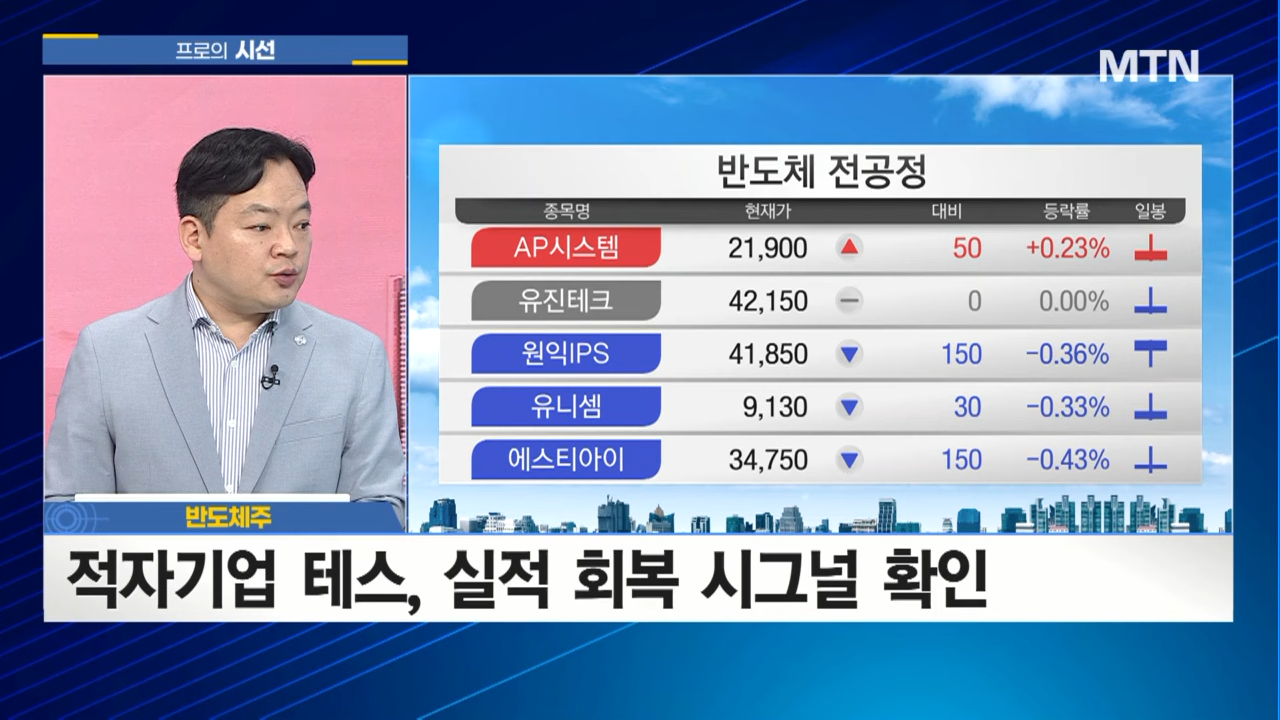 프로의 시선
MTN
반도체 전공정
종목명 현재가 대비 등락률 일봉
AP시스템 21,900 ▲ 50 +0.23%
유진테크 42,150 － 0 0.00%
원익IPS 41,850 ▼ 150 －0.36%
유니셈 9,130 ▼ 30 －0.33%
에스티아이 34,750 ▼ 150 －0.43%
반도체주
적자기업 테스, 실적 회복 시그널 확인